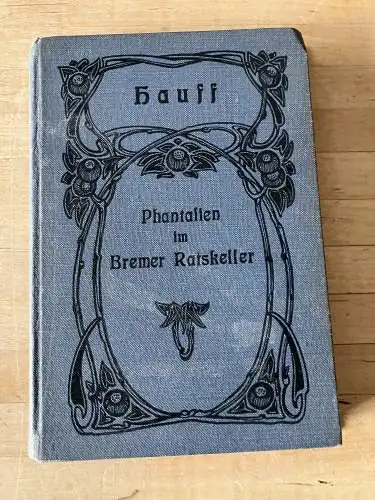 Hauff
Phantasien
im
Bremer Ratskeller